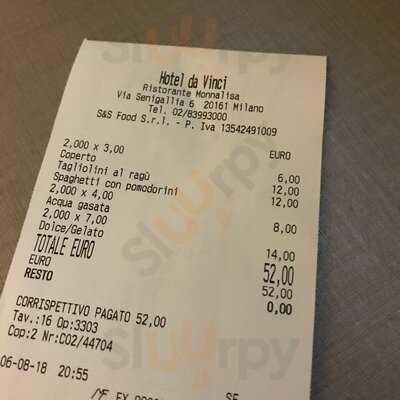 Hotel da Vinci
Ristorante Monnalisa
Via Senigallia 6 20161 Milano
Tel. 02/83993000
S&S Food S.r.l. - P. Iva 13542491009
EURO
2,000 x 3,00
Coperto 6,00
Tagliolini al ragù 12,00
Spaghetti con pomodorini 12,00
2,000 x 4,00
Acqua gasata 8,00
2,000 x 7,00
Dolce/Gelato 14,00
TOTALE EURO 52,00
EURO 52,00
RESTO 0,00
CORRISPETTIVO PAGATO 52,00
Tav.:16 Op:3303
Cop:2 Nr:C02/44704
06-08-18 20:55
sluurpy